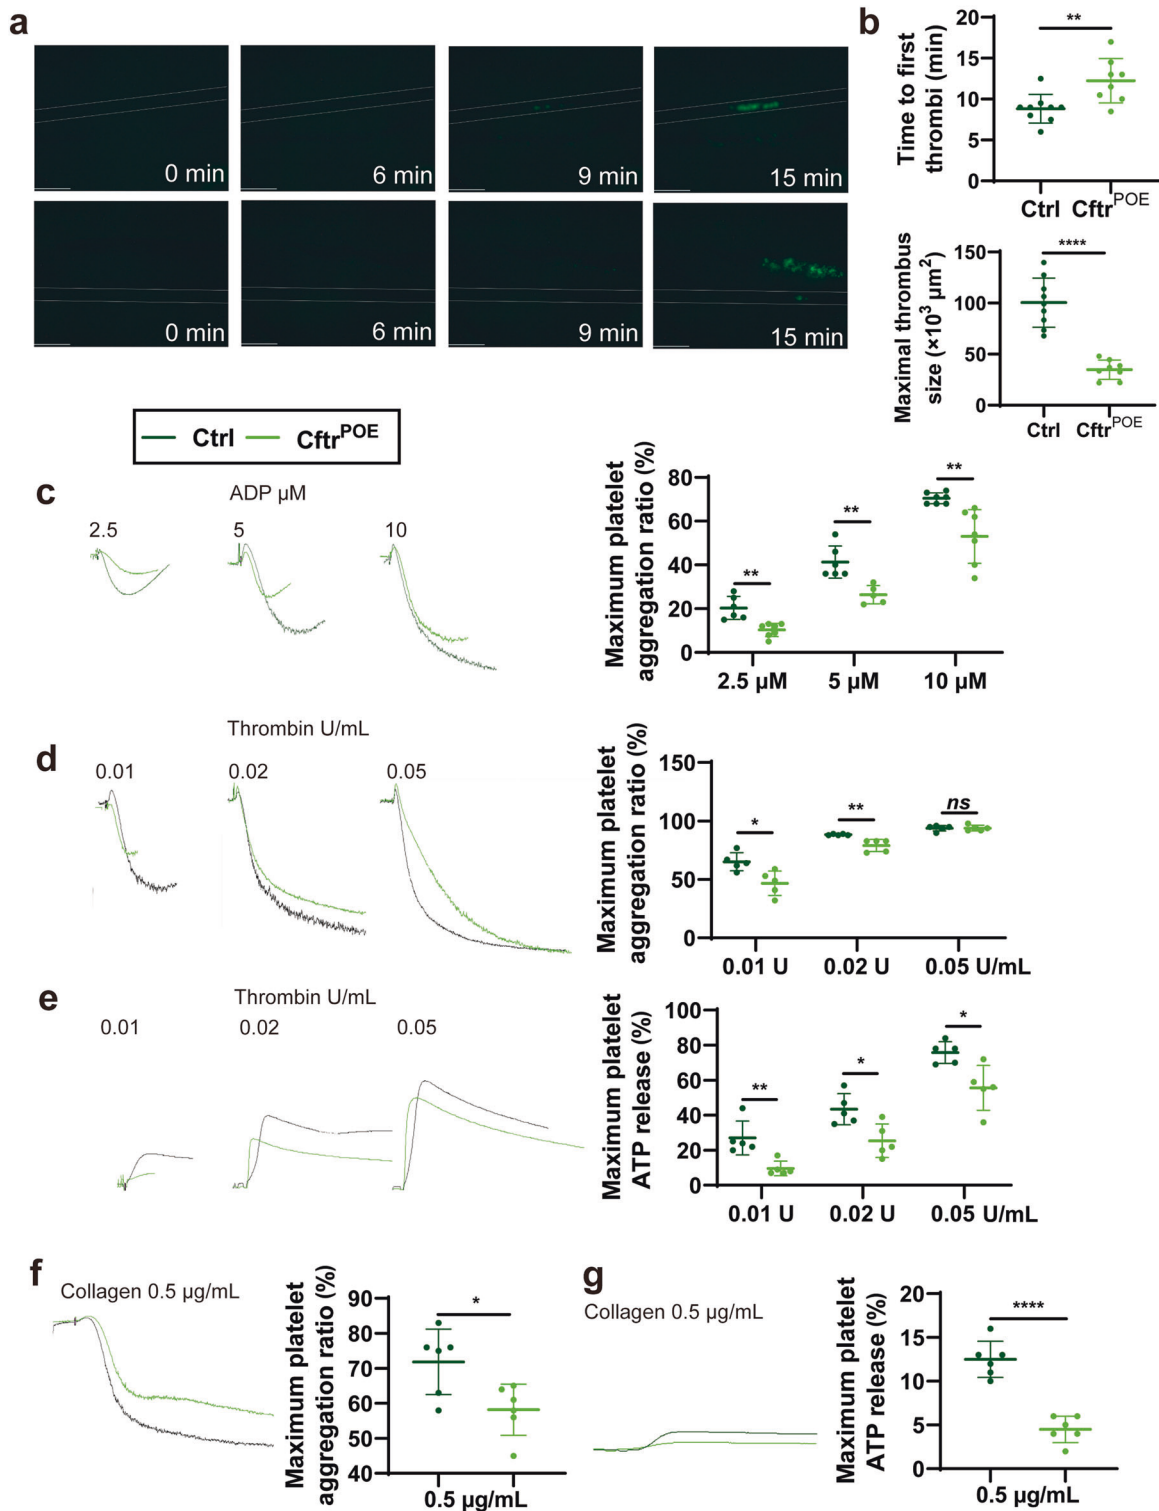 a
0 min
6 min
9 min
15 min
0 min
6 min
9 min
15 min
b
Time to first
thrombi (min)
20
15
10
5
0
**
Ctrl
Cftr^POE
Maximal thrombus
size (×10³ µm²)
150
100
50
0
****
Ctrl
Cftr^POE
Ctrl
Cftr^POE
c
ADP µM
2.5
5
10
Maximum platelet
aggregation ratio (%)
80
60
40
20
0
**
**
**
2.5 µM
5 µM
10 µM
d
Thrombin U/mL
0.01
0.02
0.05
Maximum platelet
aggregation ratio (%)
150
100
50
0
*
**
ns
0.01 U
0.02 U
0.05 U/mL
e
Thrombin U/mL
0.01
0.02
0.05
Maximum platelet
ATP release (%)
100
80
60
40
20
0
**
*
*
0.01 U
0.02 U
0.05 U/mL
f
Collagen 0.5 µg/mL
Maximum platelet
aggregation ratio (%)
90
80
70
60
50
40
*
0.5 µg/mL
g
Collagen 0.5 µg/mL
Maximum platelet
ATP release (%)
20
15
10
5
0
****
0.5 µg/mL